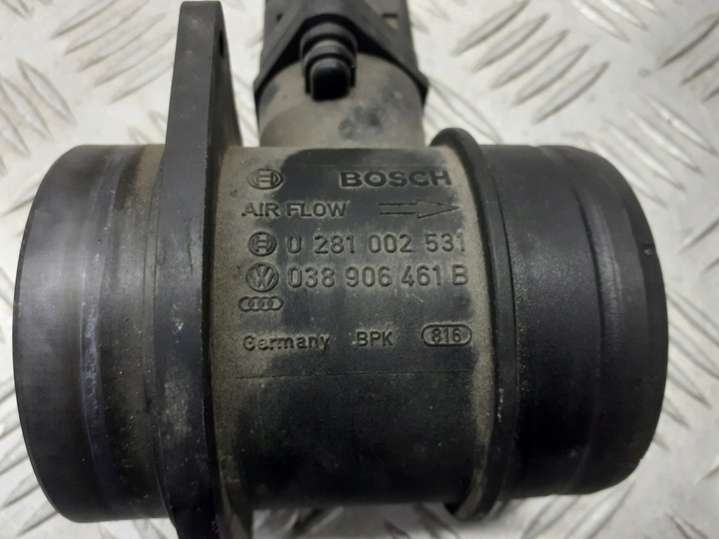 BOSCH
AIR FLOW
0 281 002 531
038 906 461 B
Germany BPK 816